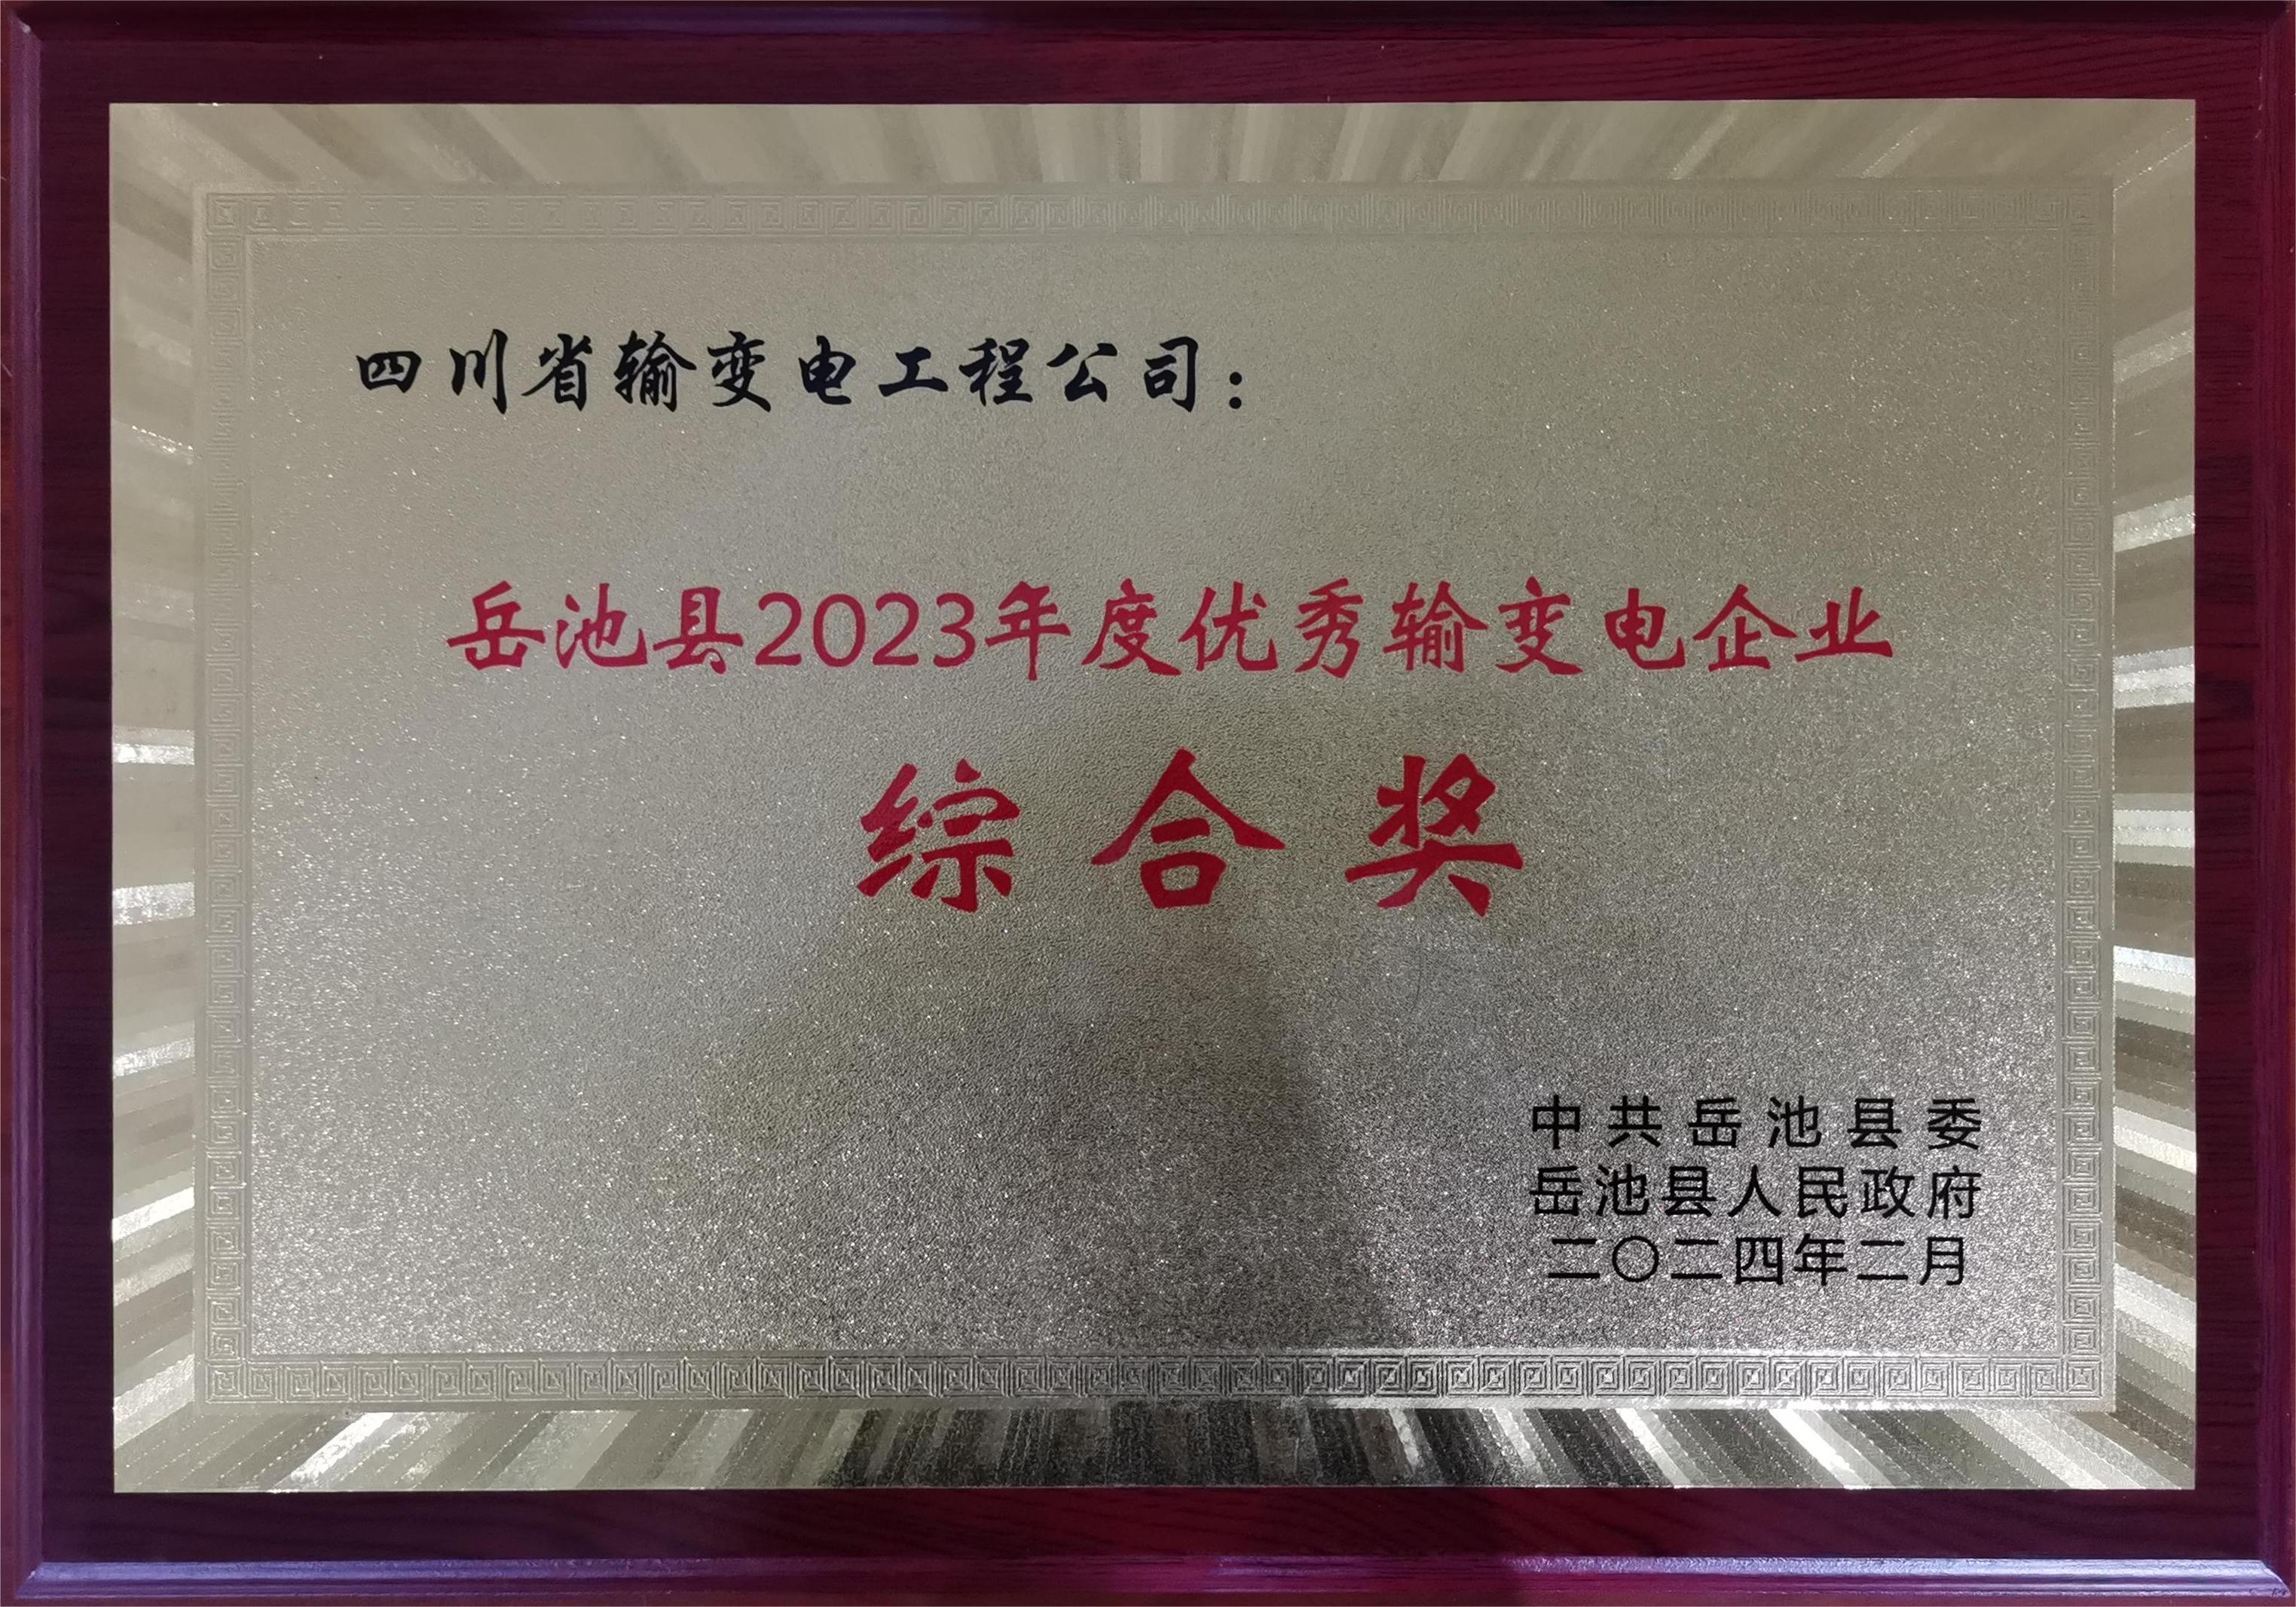 四川省输变电工程公司：
岳池县2023年度优秀输变电企业
综合奖
中共岳池县委
岳池县人民政府
二〇二四年二月